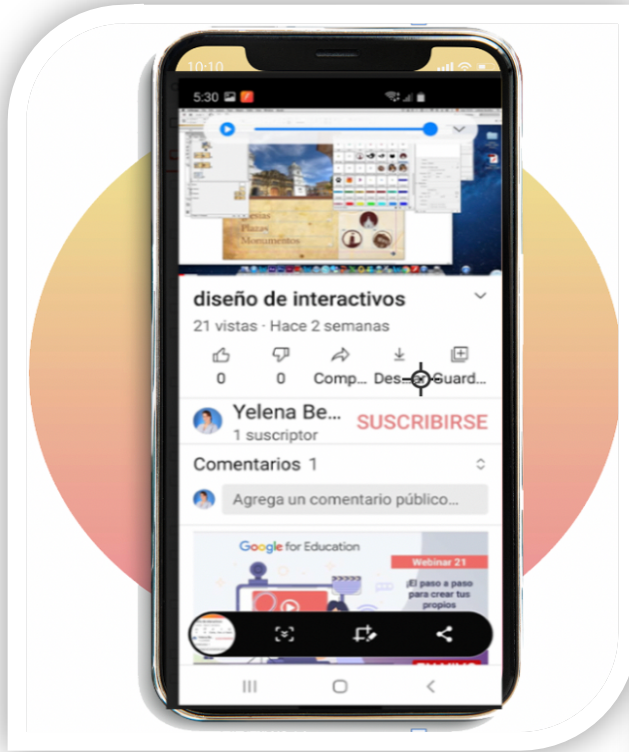 10:10
5:30
Iglesias
Plazas
Monumentos
diseño de interactivos
21 vistas · Hace 2 semanas
0 0 Comp... Guard...
Yelena Be... SUSCRIBIRSE
1 suscriptor
Comentarios 1
Agrega un comentario público...
Google for Education
Webinar 21
¡El paso a paso
para crear tus
propios